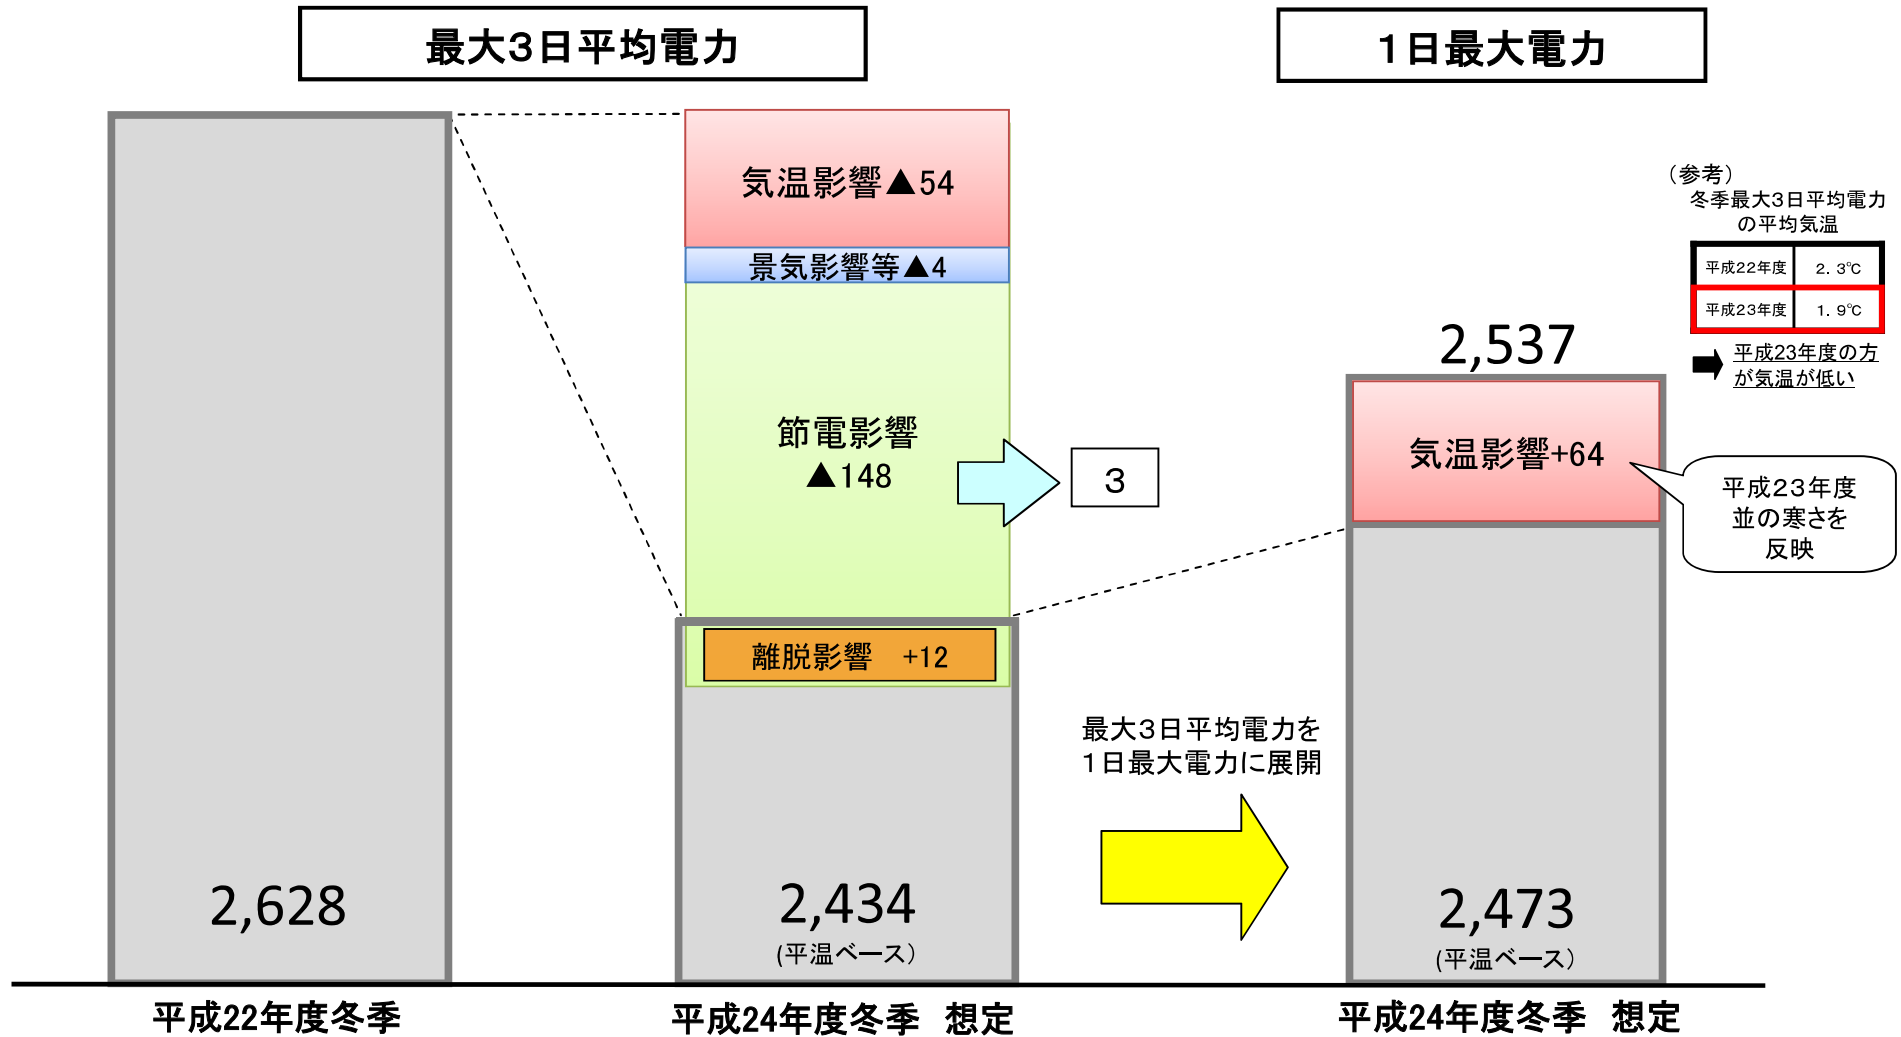 最大３日平均電力
１日最大電力
気温影響▲54
景気影響等▲4
節電影響
▲148
３
離脱影響　+12
2,628
2,434
(平温ベース）
最大３日平均電力を
１日最大電力に展開
2,537
気温影響+64
平成２３年度
並の寒さを
反映
2,473
(平温ベース）
（参考）
冬季最大３日平均電力
の平均気温
平成２２年度　２．３℃
平成２３年度　１．９℃
平成23年度の方
が気温が低い
平成22年度冬季
平成24年度冬季　想定
平成24年度冬季　想定